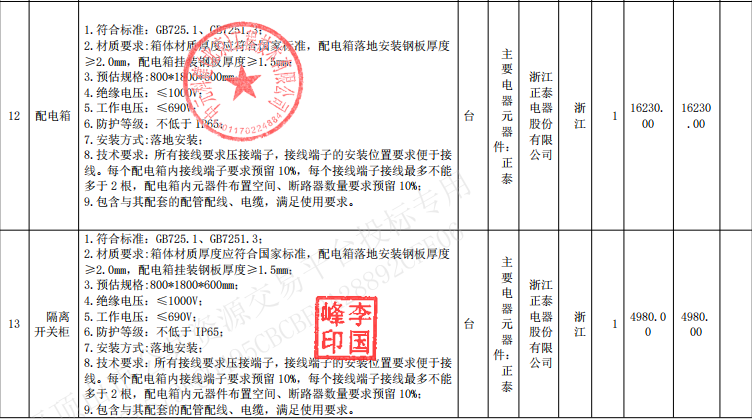 12
配电箱
1.符合标准: GB725.1、GB7251.3;
2.材质要求:箱体材质厚度应符合国家标准, 配电箱落地安装钢板厚度
≥2.0mm, 配电箱挂装钢板厚度≥1.5mm;
3.预估规格:800*1800*600mm;
4.绝缘电压: ≤1000V;
5.工作电压: ≤690V;
6.防护等级: 不低于 IP65;
7.安装方式:落地安装;
8.技术要求: 所有接线要求压接端子, 接线端子的安装位置要求便于接
线。每个配电箱内接线端子要求预留 10%, 每个接线端子接线最多不能
多于 2 根, 配电箱内元器件布置空间、断路器数量要求预留 10%;
9.包含与其配套的配管配线、电缆, 满足使用要求。
台
主要电器元器件:正泰
浙江
正泰
电器
股份
有限
公司
浙
江
1
16230.
00
16230
.00
1101170224884
13
隔离
开关柜
1.符合标准: GB725.1、GB7251.3;
2.材质要求:箱体材质厚度应符合国家标准, 配电箱落地安装钢板厚度
≥2.0mm, 配电箱挂装钢板厚度≥1.5mm;
3.预估规格:800*1800*600mm;
4.绝缘电压: ≤1000V;
5.工作电压: ≤690V;
6.防护等级: 不低于 IP65;
7.安装方式:落地安装;
8.技术要求: 所有接线要求压接端子, 接线端子的安装位置要求便于接
线。每个配电箱内接线端子要求预留 10%, 每个接线端子接线最多不能
多于 2 根, 配电箱内元器件布置空间、断路器数量要求预留 10%;
9.包含与其配套的配管配线、电缆, 满足使用要求。
台
主要电器元器件:正泰
浙江
正泰
电器
股份
有限
公司
浙
江
1
4980.0
0
4980.
00
李国峰印
资源交易平台投标专用